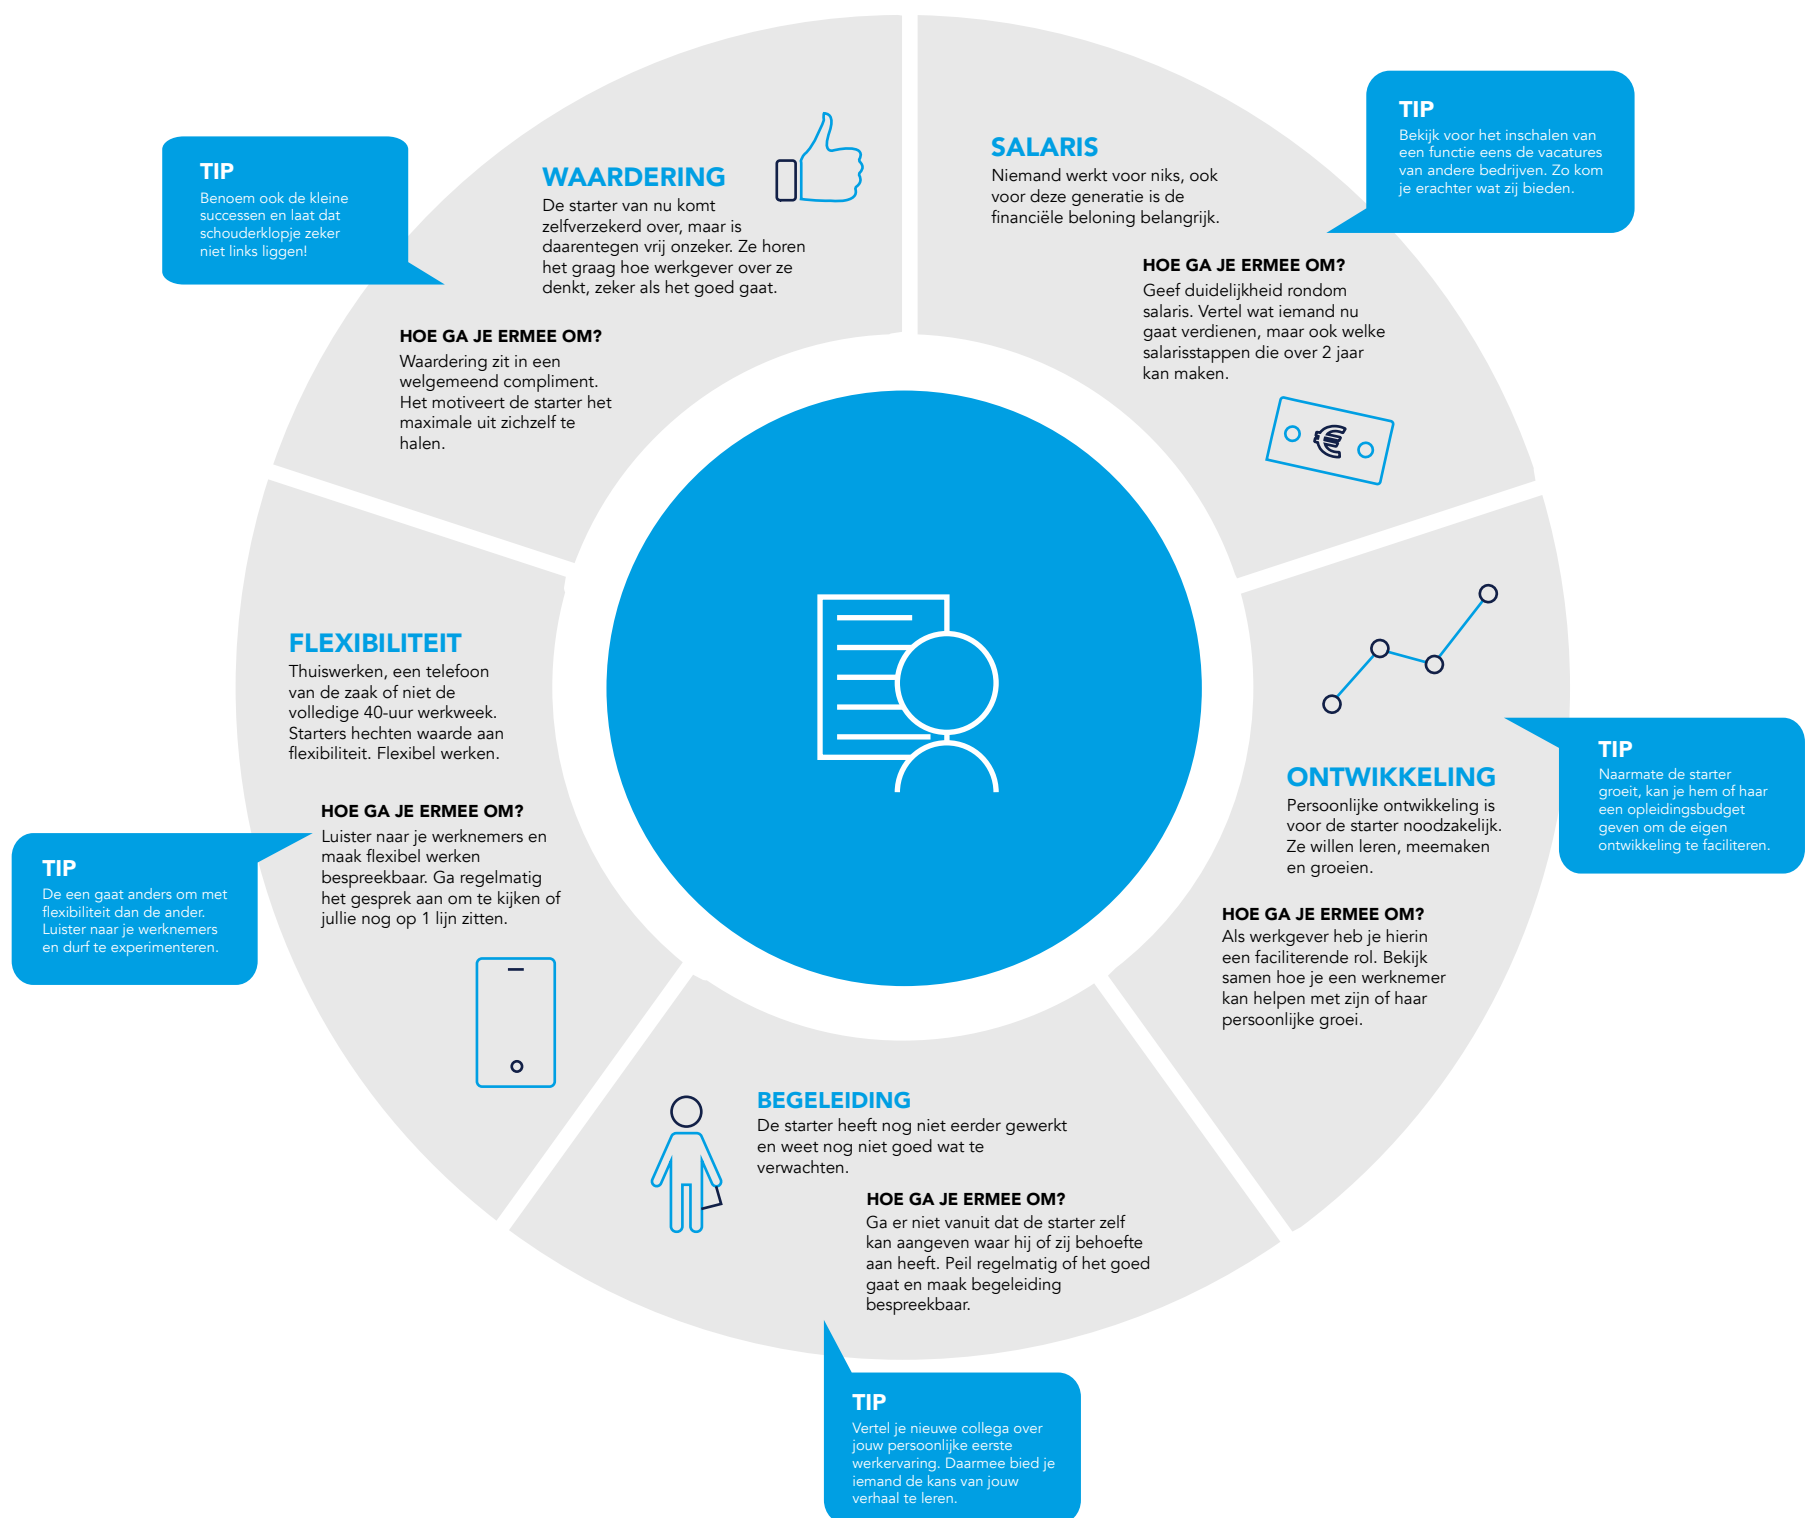 TIP
Benoem ook de kleine
successen en laat dat
schouderklopje zeker
niet links liggen!
WAARDERING
De starter van nu komt
zelfverzekerd over, maar is
daarentegen vrij onzeker. Ze horen
het graag hoe werkgever over ze
denkt, zeker als het goed gaat.
HOE GA JE ERMEE OM?
Waardering zit in een
welgemeend compliment.
Het motiveert de starter het
maximale uit zichzelf te
halen.
SALARIS
Niemand werkt voor niks, ook
voor deze generatie is de
financiële beloning belangrijk.
HOE GA JE ERMEE OM?
Geef duidelijkheid rondom
salaris. Vertel wat iemand nu
gaat verdienen, maar ook welke
salarisstappen die over 2 jaar
kan maken.
€
TIP
Bekijk voor het inschalen van
een functie eens de vacatures
van andere bedrijven. Zo kom
je erachter wat zij bieden.
FLEXIBILITEIT
Thuiswerken, een telefoon
van de zaak of niet de
volledige 40-uur werkweek.
Starters hechten waarde aan
flexibiliteit. Flexibel werken.
HOE GA JE ERMEE OM?
Luister naar je werknemers en
maak flexibel werken
bespreekbaar. Ga regelmatig
het gesprek aan om te kijken of
jullie nog op 1 lijn zitten.
TIP
De een gaat anders om met
flexibiliteit dan de ander.
Luister naar je werknemers
en durf te experimenteren.
ONTWIKKELING
Persoonlijke ontwikkeling is
voor de starter noodzakelijk.
Ze willen leren, meemaken
en groeien.
HOE GA JE ERMEE OM?
Als werkgever heb je hierin
een faciliterende rol. Bekijk
samen hoe je een werknemer
kan helpen met zijn of haar
persoonlijke groei.
TIP
Naarmate de starter
groeit, kan je hem of haar
een opleidingsbudget
geven om de eigen
ontwikkeling te faciliteren.
BEGELEIDING
De starter heeft nog niet eerder gewerkt
en weet nog niet goed wat te
verwachten.
HOE GA JE ERMEE OM?
Ga er niet vanuit dat de starter zelf
kan aangeven waar hij of zij behoefte
aan heeft. Peil regelmatig of het goed
gaat en maak begeleiding
bespreekbaar.
TIP
Vertel je nieuwe collega over
jouw persoonlijke eerste
werkervaring. Daarmee bied je
iemand de kans van jouw
verhaal te leren.